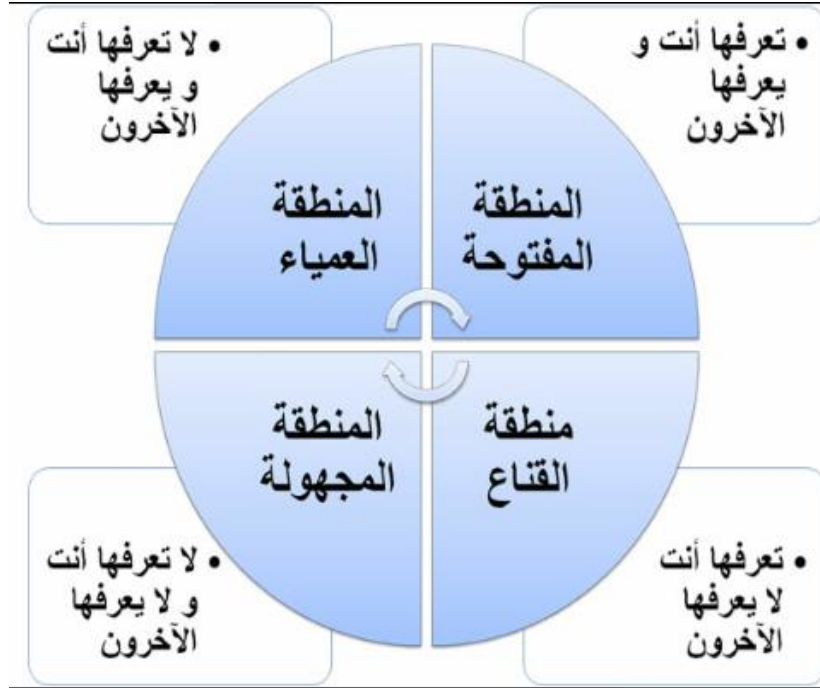 • تعرفها أنت و
يعرفها
الآخرون
المنطقة
المفتوحة
• لا تعرفها أنت
و يعرفها
الآخرون
المنطقة
العمياء
منطقة
القناع
• تعرفها أنت
لا يعرفها
الآخرون
المنطقة
المجهولة
• لا تعرفها أنت
و لا يعرفها
الآخرون